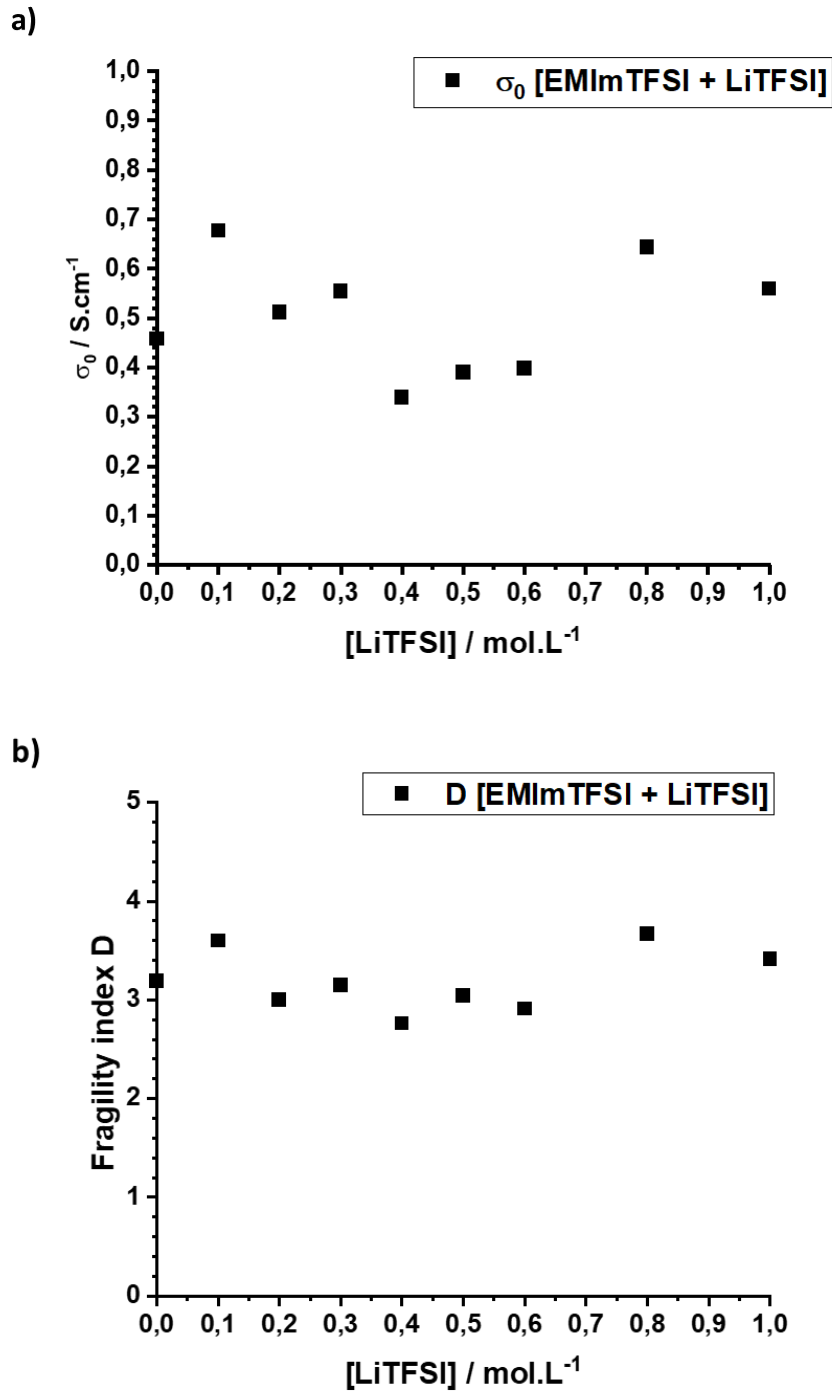 a)
σ₀ [EMImTFSI + LiTFSI]
1,0
0,9
0,8
0,7
0,6
0,5
0,4
0,3
0,2
0,1
0,0
σ₀ / S.cm⁻¹
0,0 0,1 0,2 0,3 0,4 0,5 0,6 0,7 0,8 0,9 1,0
[LiTFSI] / mol.L⁻¹
b)
D [EMImTFSI + LiTFSI]
5
4
3
2
1
0
Fragility index D
0,0 0,1 0,2 0,3 0,4 0,5 0,6 0,7 0,8 0,9 1,0
[LiTFSI] / mol.L⁻¹